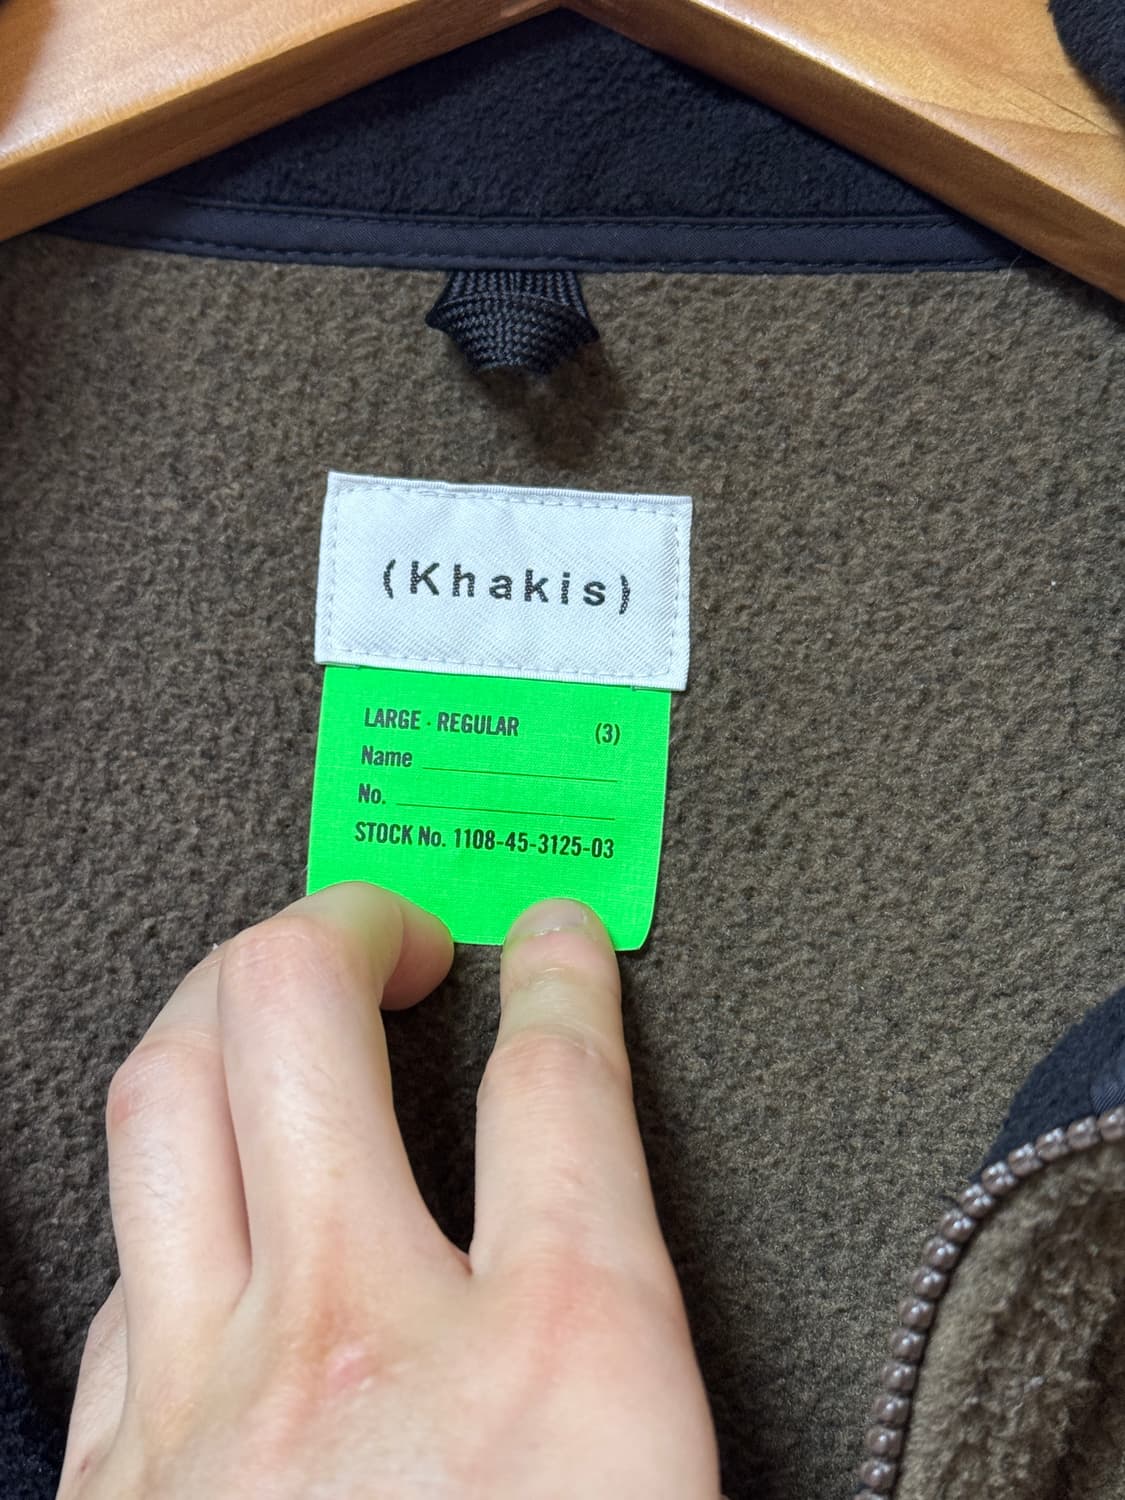 (Khakis)
LARGE · REGULAR (3)
Name
No.
STOCK No. 1108-45-3125-03